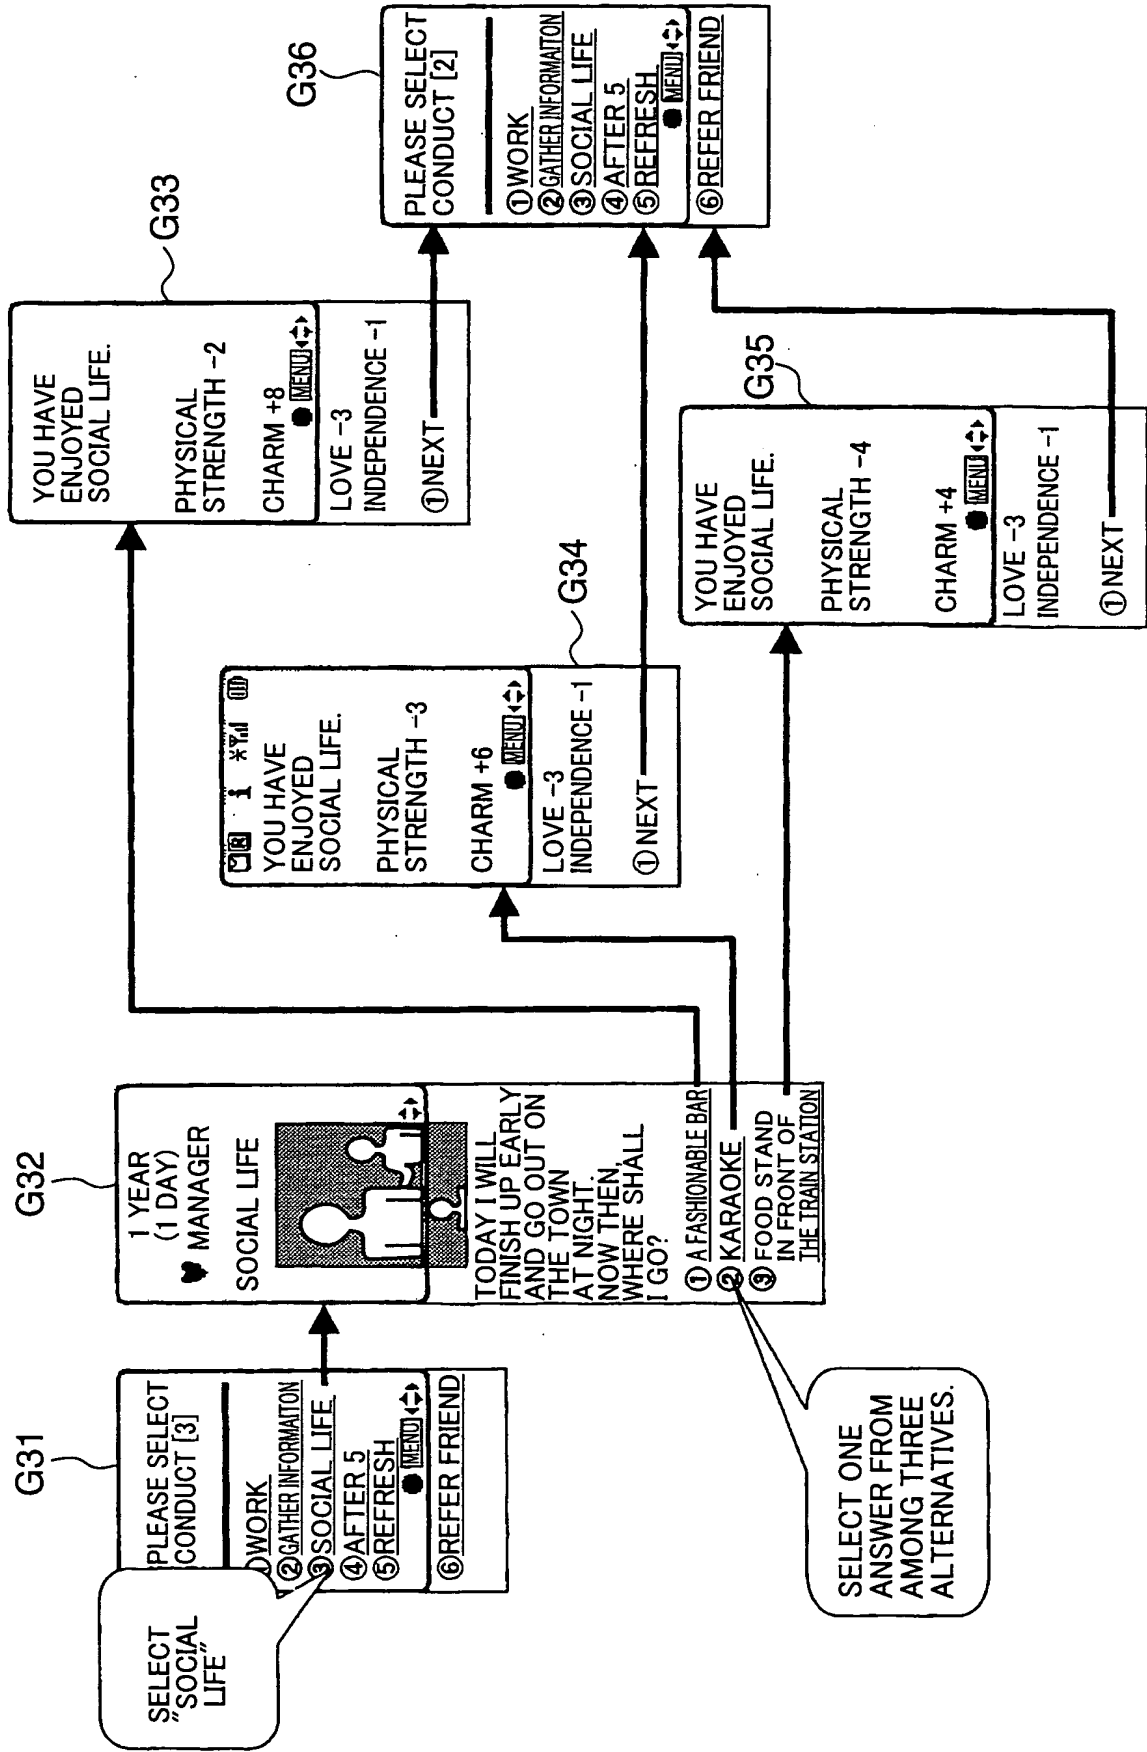 G31
PLEASE SELECT
CONDUCT [3]
WORK
②GATHER INFORMAITON
③SOCIAL LIFE
④AFTER 5
⑤REFRESH
MENU
⑥REFER FRIEND
SELECT
"SOCIAL
LIFE"
G32
1 YEAR
(1 DAY)
MANAGER
SOCIAL LIFE
TODAY I WILL
FINISH UP EARLY
AND GO OUT ON
THE TOWN
AT NIGHT.
NOW THEN,
WHERE SHALL
I GO?
① A FASHIONABLE BAR
② KARAOKE
③ FOOD STAND
IN FRONT OF
THE TRAIN STATION
SELECT ONE
ANSWER FROM
AMONG THREE
ALTERNATIVES.
G33
YOU HAVE
ENJOYED
SOCIAL LIFE.
PHYSICAL
STRENGTH −2
CHARM +8
MENU
LOVE −3
INDEPENDENCE −1
①NEXT
G34
YOU HAVE
ENJOYED
SOCIAL LIFE.
PHYSICAL
STRENGTH −3
CHARM +6
MENU
LOVE −3
INDEPENDENCE −1
①NEXT
G35
YOU HAVE
ENJOYED
SOCIAL LIFE.
PHYSICAL
STRENGTH −4
CHARM +4
MENU
LOVE −3
INDEPENDENCE −1
①NEXT
G36
PLEASE SELECT
CONDUCT [2]
①WORK
②GATHER INFORMAITON
③SOCIAL LIFE
④AFTER 5
⑤REFRESH
MENU
⑥REFER FRIEND